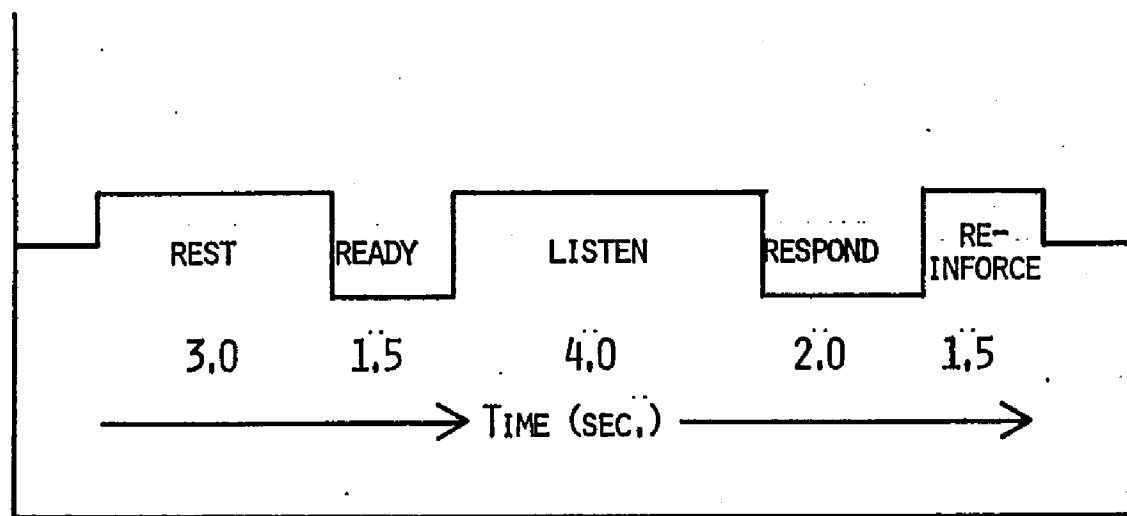 REST READY LISTEN RESPOND RE-
INFORCE
3.0 1.5 4.0 2.0 1.5
TIME (SEC.)